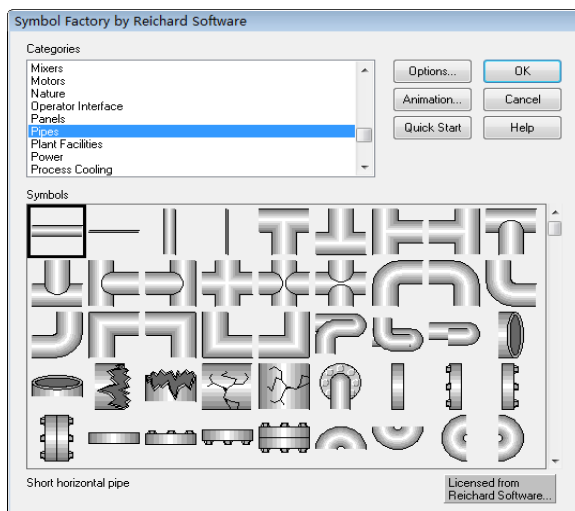 Symbol Factory by Reichard Software
Categories
Mixers
Motors
Nature
Operator Interface
Panels
Pipes
Plant Facilities
Power
Process Cooling
Options...
OK
Animation...
Cancel
Quick Start
Help
Symbols
Short horizontal pipe
Licensed from
Reichard Software...